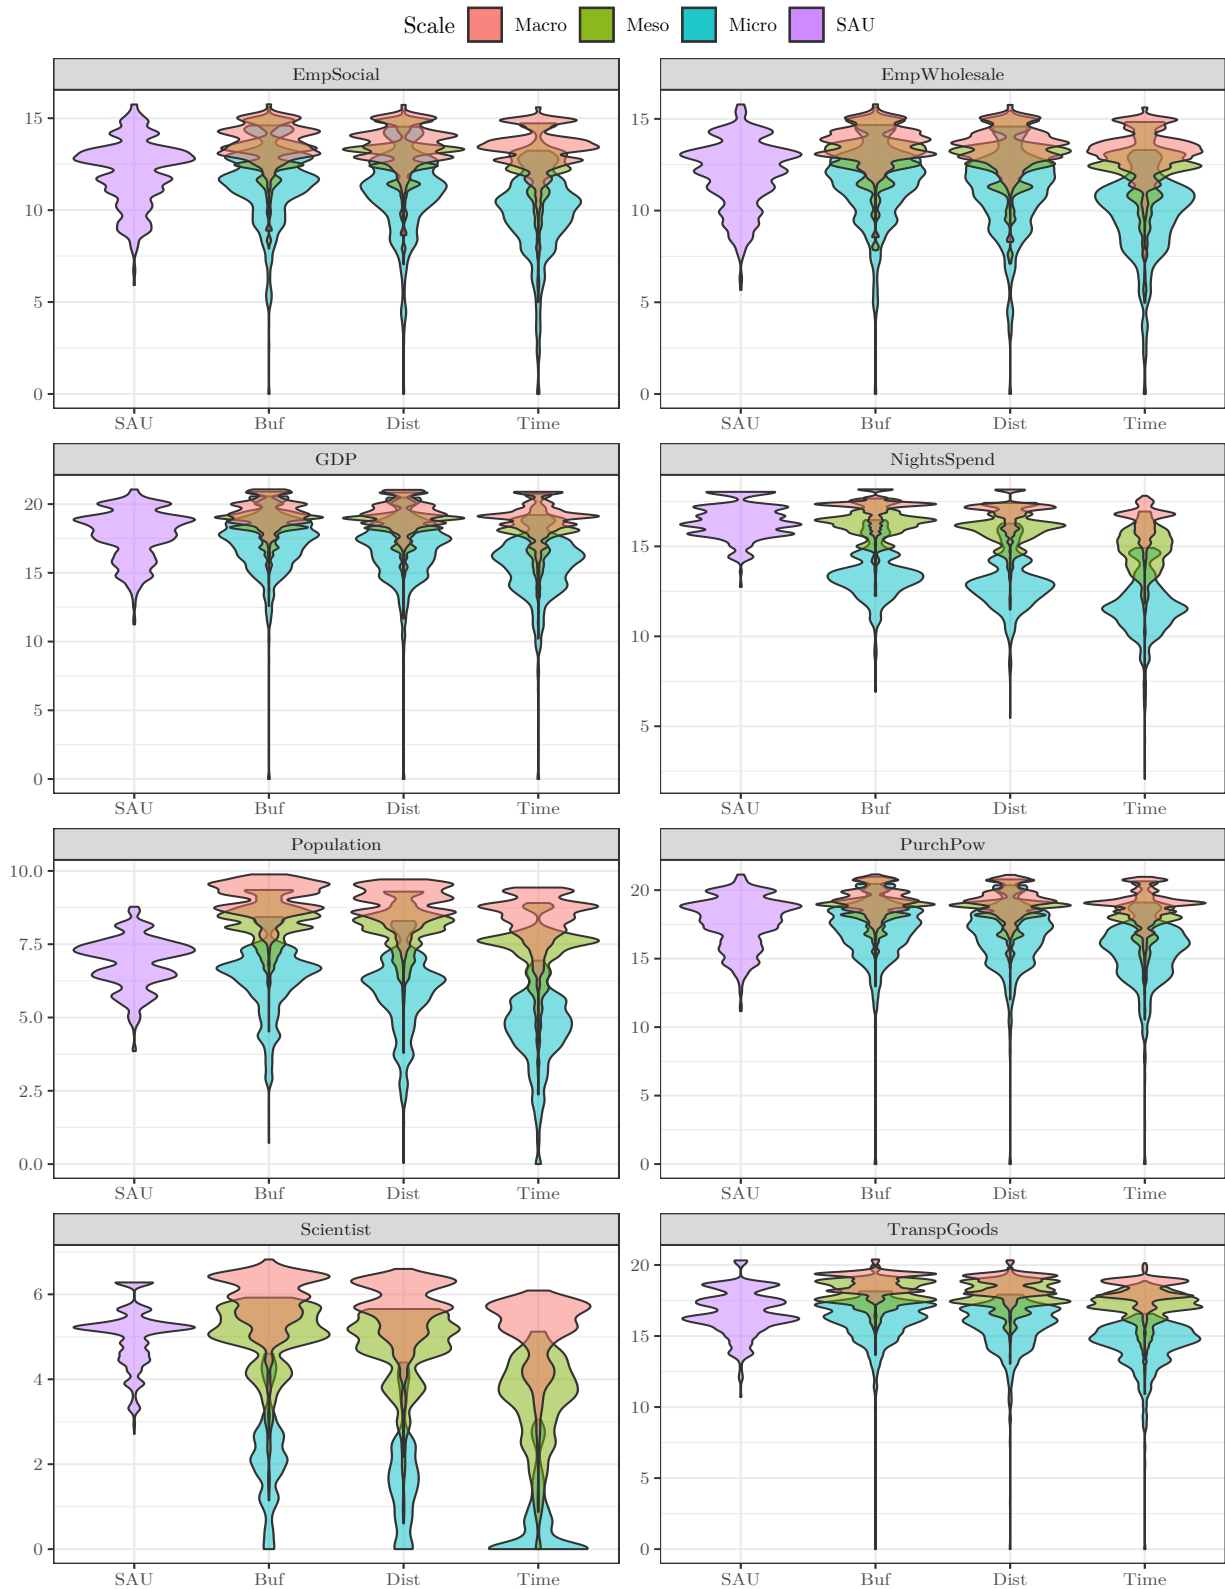 Scale Macro Meso Micro SAU
EmpSocial
15
10
5
0
SAU Buf Dist Time
EmpWholesale
15
10
5
0
SAU Buf Dist Time
GDP
20
15
10
5
0
SAU Buf Dist Time
NightsSpend
15
10
5
SAU Buf Dist Time
Population
10.0
7.5
5.0
2.5
0.0
SAU Buf Dist Time
PurchPow
20
15
10
5
0
SAU Buf Dist Time
Scientist
6
4
2
0
SAU Buf Dist Time
TranspGoods
20
15
10
5
0
SAU Buf Dist Time